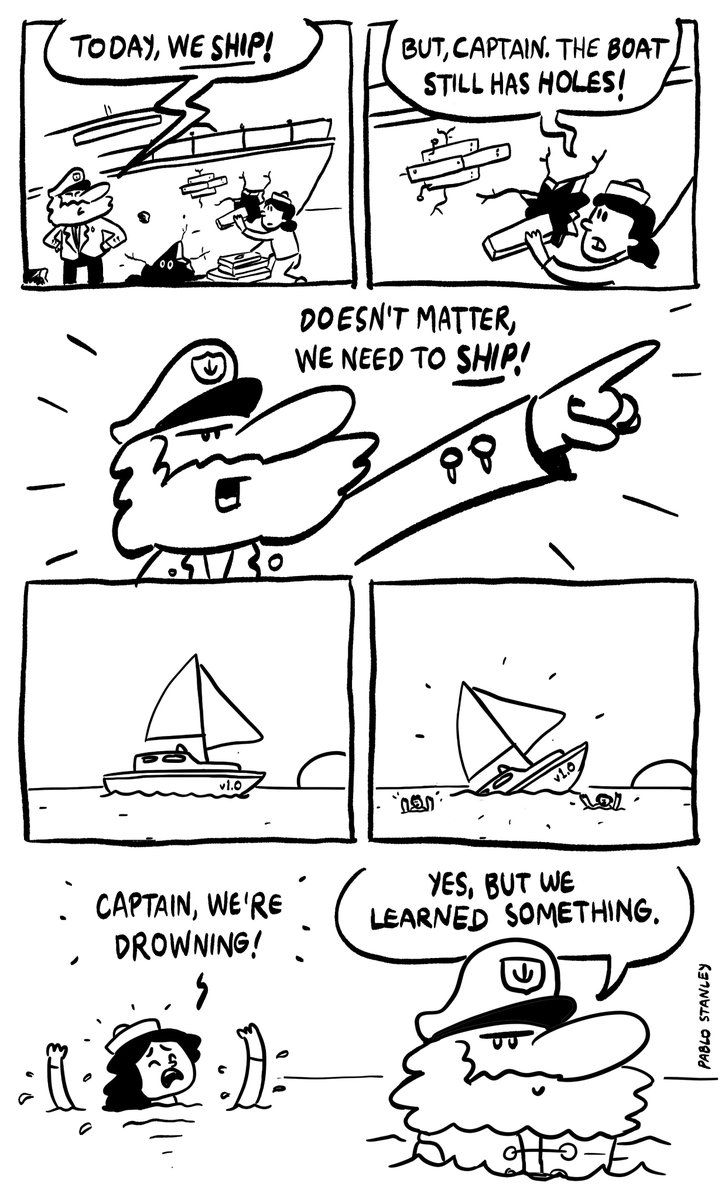 TODAY, WE SHIP!
BUT, CAPTAIN. THE BOAT
STILL HAS HOLES!
DOESN'T MATTER,
WE NEED TO SHIP!
v1.0
v1.0
CAPTAIN, WE'RE
DROWNING!
YES, BUT WE
LEARNED SOMETHING.
PABLO STANLEY